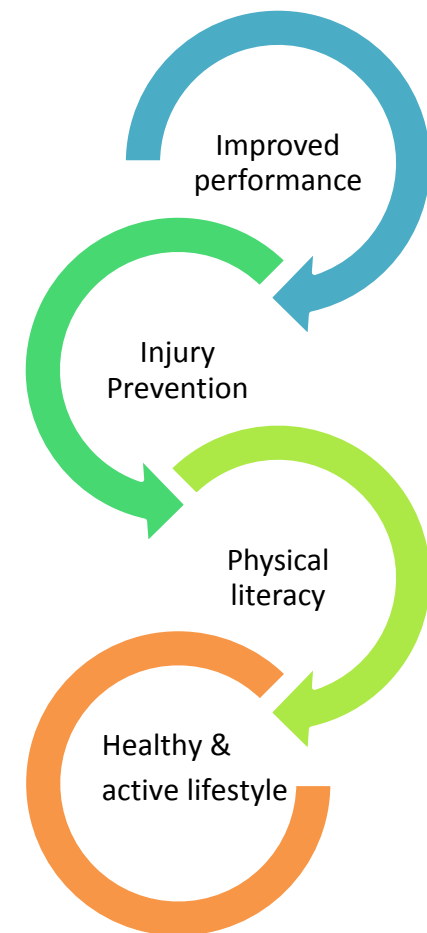 Improved
performance
Injury
Prevention
Physical
literacy
Healthy &
active lifestyle